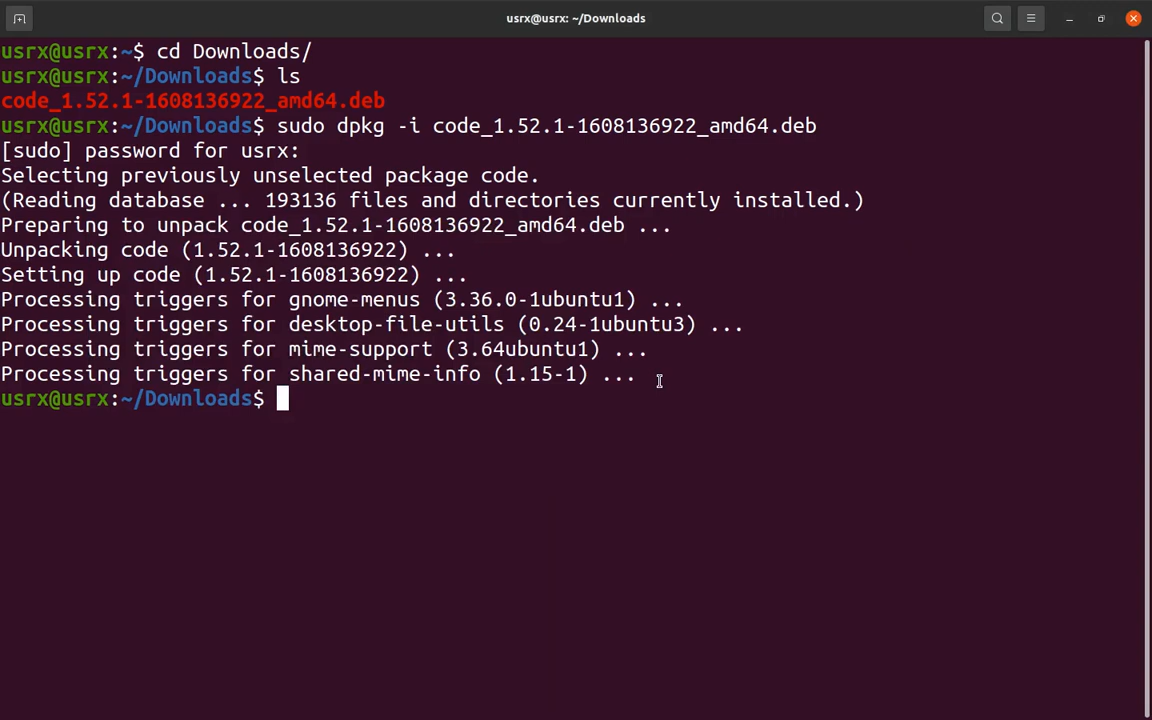 usrx@usrx: ~/Downloads
usrx@usrx:~$ cd Downloads/
usrx@usrx:~/Downloads$ ls
code_1.52.1-1608136922_amd64.deb
usrx@usrx:~/Downloads$ sudo dpkg -i code_1.52.1-1608136922_amd64.deb
[sudo] password for usrx:
Selecting previously unselected package code.
(Reading database ... 193136 files and directories currently installed.)
Preparing to unpack code_1.52.1-1608136922_amd64.deb ...
Unpacking code (1.52.1-1608136922) ...
Setting up code (1.52.1-1608136922) ...
Processing triggers for gnome-menus (3.36.0-1ubuntu1) ...
Processing triggers for desktop-file-utils (0.24-1ubuntu3) ...
Processing triggers for mime-support (3.64ubuntu1) ...
Processing triggers for shared-mime-info (1.15-1) ...
usrx@usrx:~/Downloads$